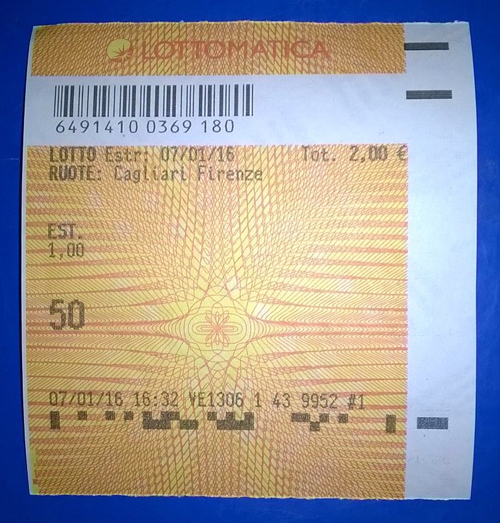 LOTTOMATICA
6491410 0369 180
LOTTO Estr: 07/01/16 Tot. 2,00 €
RUOTE: Cagliari Firenze
EST.
1,00
50
07/01/16 16:32 VE1306 1 43 9952 #1